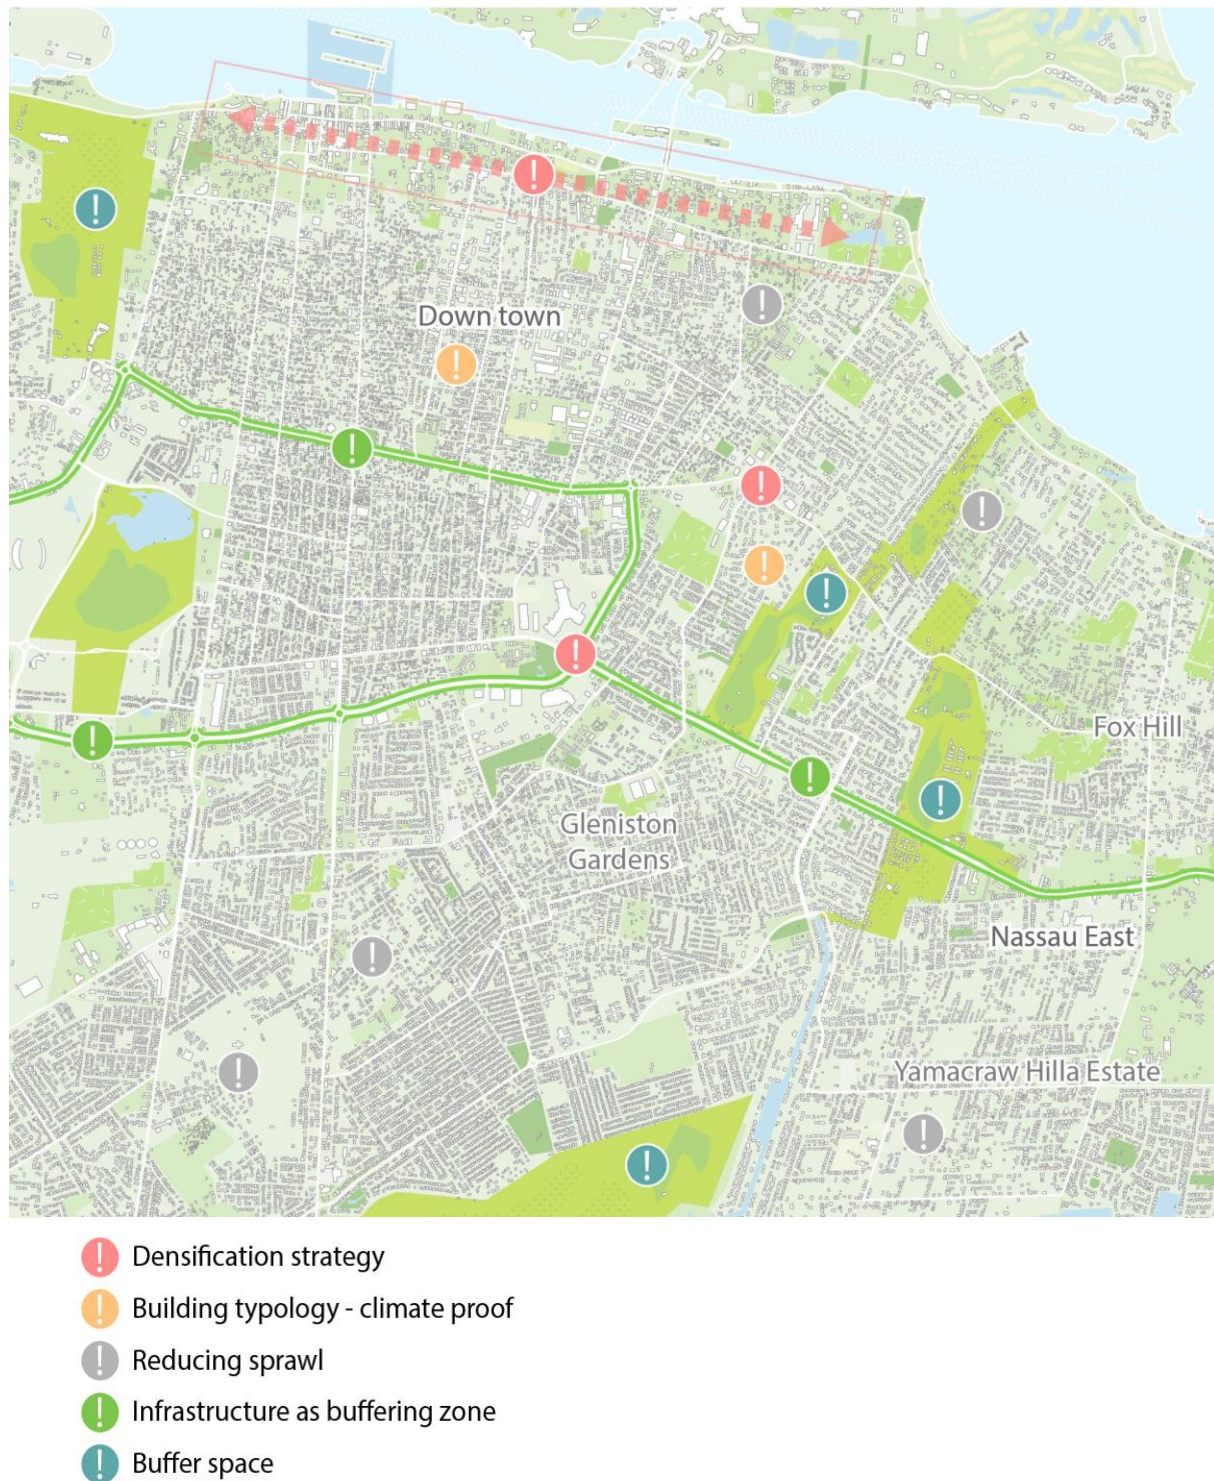 Down town
Fox Hill
Gleniston
Gardens
Nassau East
Yamacraw Hilla Estate
! Densification strategy
! Building typology - climate proof
! Reducing sprawl
! Infrastructure as buffering zone
! Buffer space